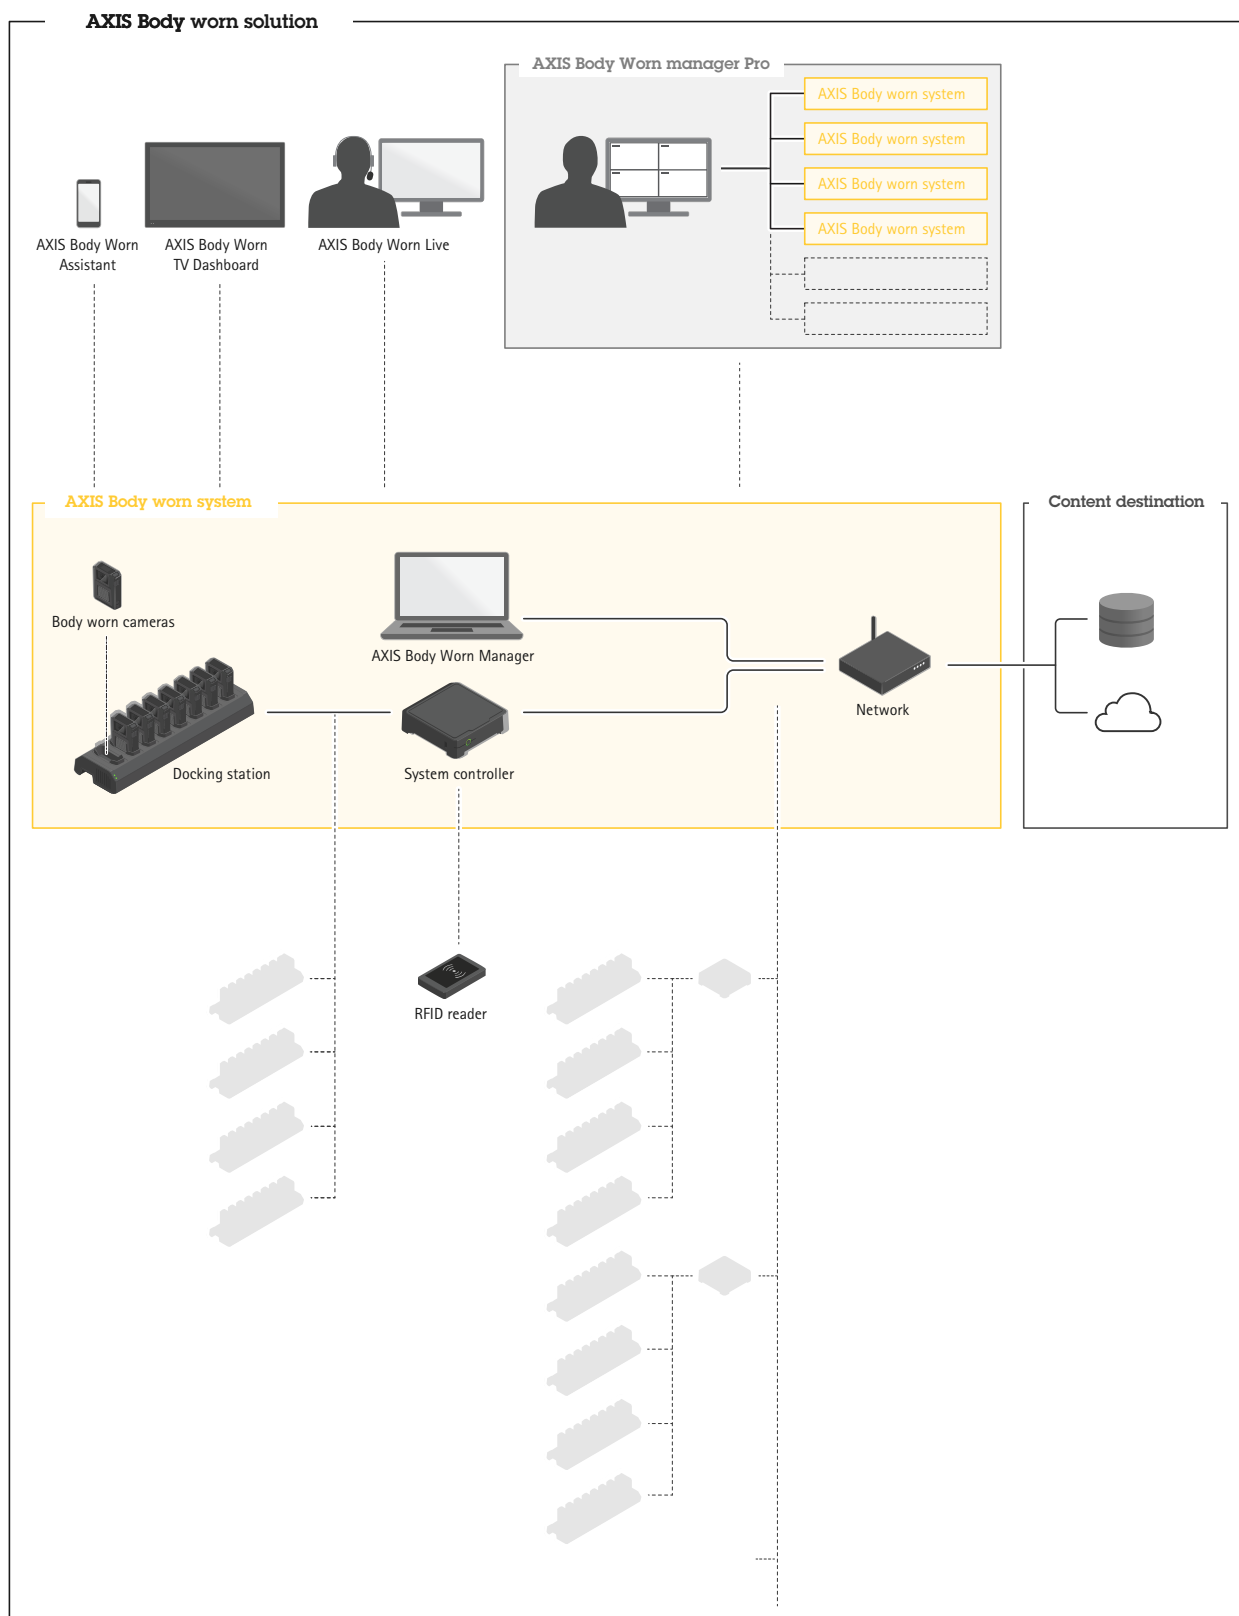 AXIS Body worn solution
AXIS Body Worn manager Pro
AXIS Body worn system
AXIS Body worn system
AXIS Body worn system
AXIS Body worn system
AXIS Body Worn
Assistant
AXIS Body Worn
TV Dashboard
AXIS Body Worn Live
AXIS Body worn system
Content destination
Body worn cameras
AXIS Body Worn Manager
Network
Docking station
System controller
RFID reader